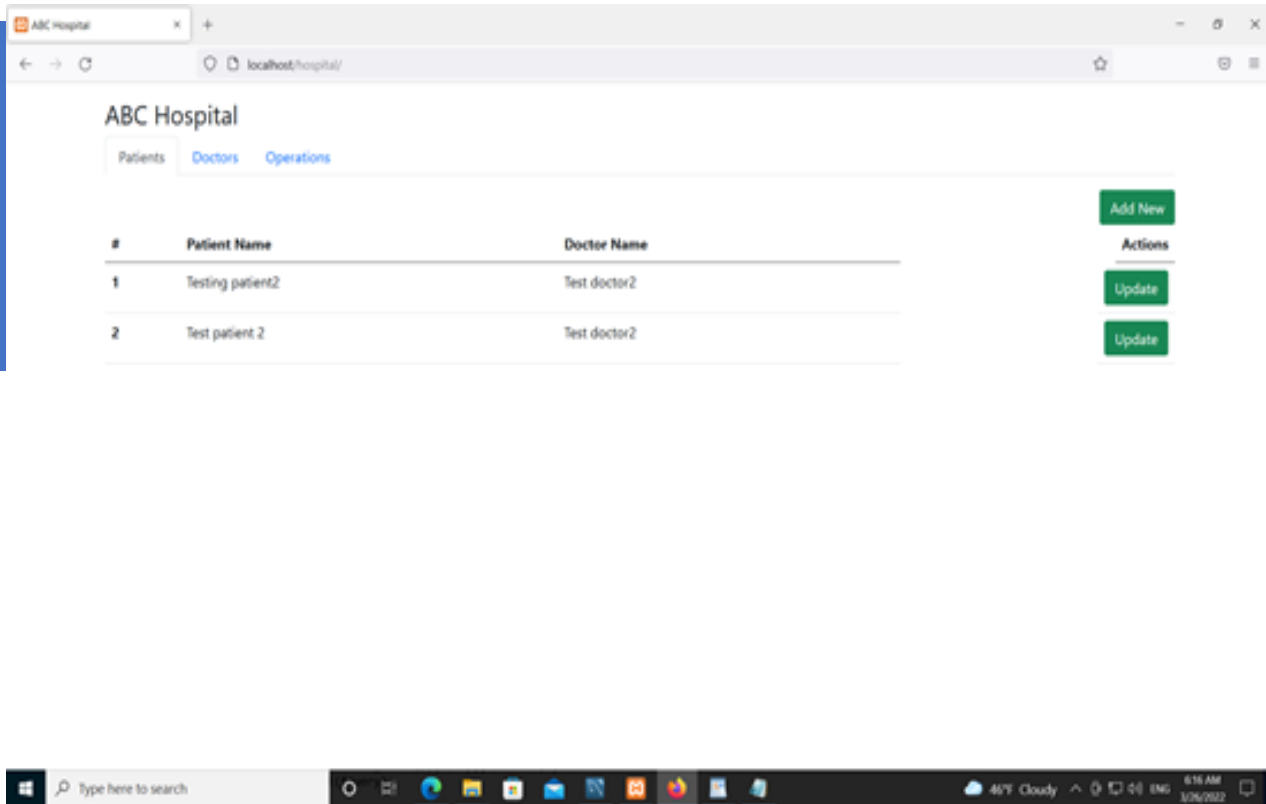 ABC Hospital
localhost/hospital/
ABC Hospital
Patients Doctors Operations
Add New
# Patient Name Doctor Name Actions
1 Testing patient2 Test doctor2 Update
2 Test patient 2 Test doctor2 Update
Type here to search
46°F Cloudy ENG 6:16 AM
3/26/2022